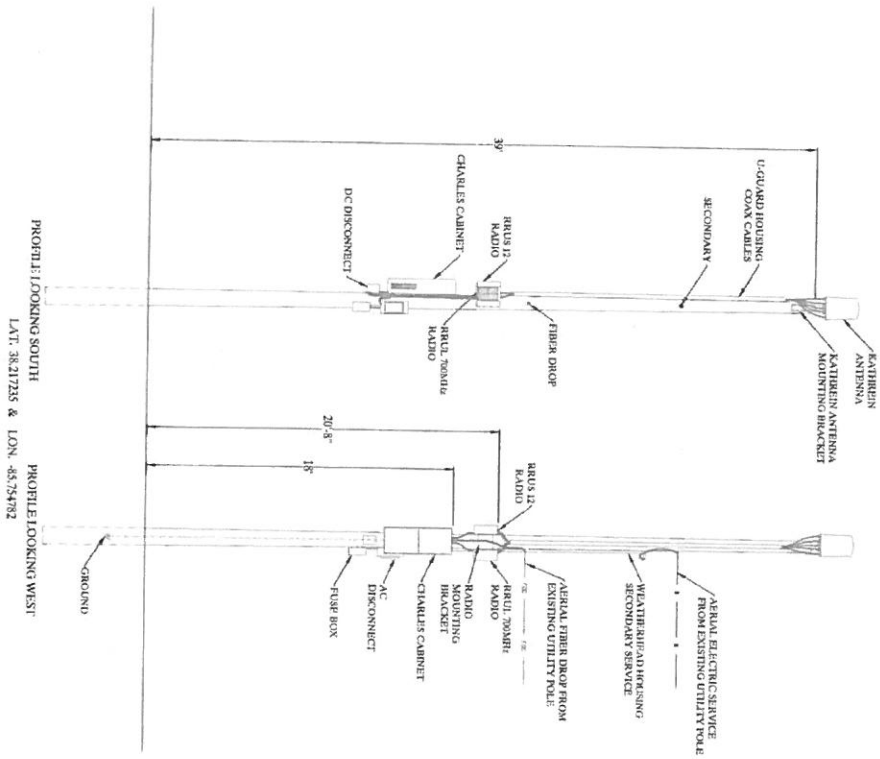 KATHREIN
ANTENNA
KATHREIN ANTENNA
MOUNTING BRACKET
U-GUARD HOUSING
COAX CABLES
SECONDARY
FIBER DROP
39'
RRUS 12
RADIO
CHARLES CABINET
RRUL 700MHz
RADIO
DC DISCONNECT
PROFILE LOOKING SOUTH
AERIAL ELECTRIC SERVICE
FROM EXISTING UTILITY POLE
WEATHERHEAD HOUSING
SECONDARY SERVICE
AERIAL FIBER DROP FROM
EXISTING UTILITY POLE
RRUS 12
RADIO
RRUL 700MHz
RADIO
20'-8"
18'
RADIO
MOUNTING
BRACKET
CHARLES CABINET
AC
DISCONNECT
FUSE BOX
GROUND
PROFILE LOOKING WEST
LAT. 38.217235 & LON. -85.754782